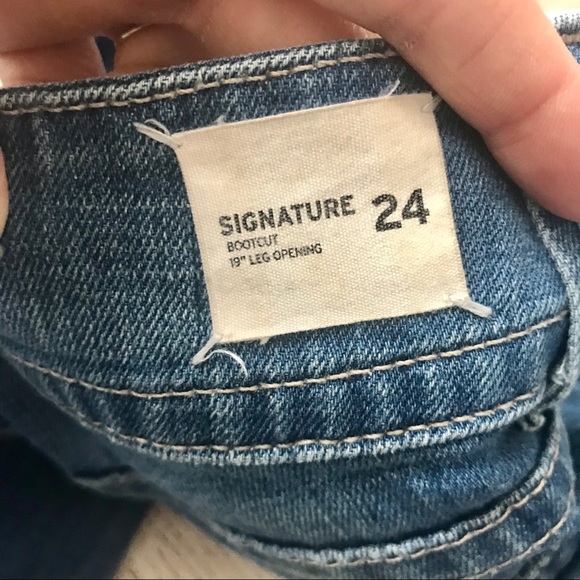 SIGNATURE 24
BOOTCUT
19" LEG OPENING